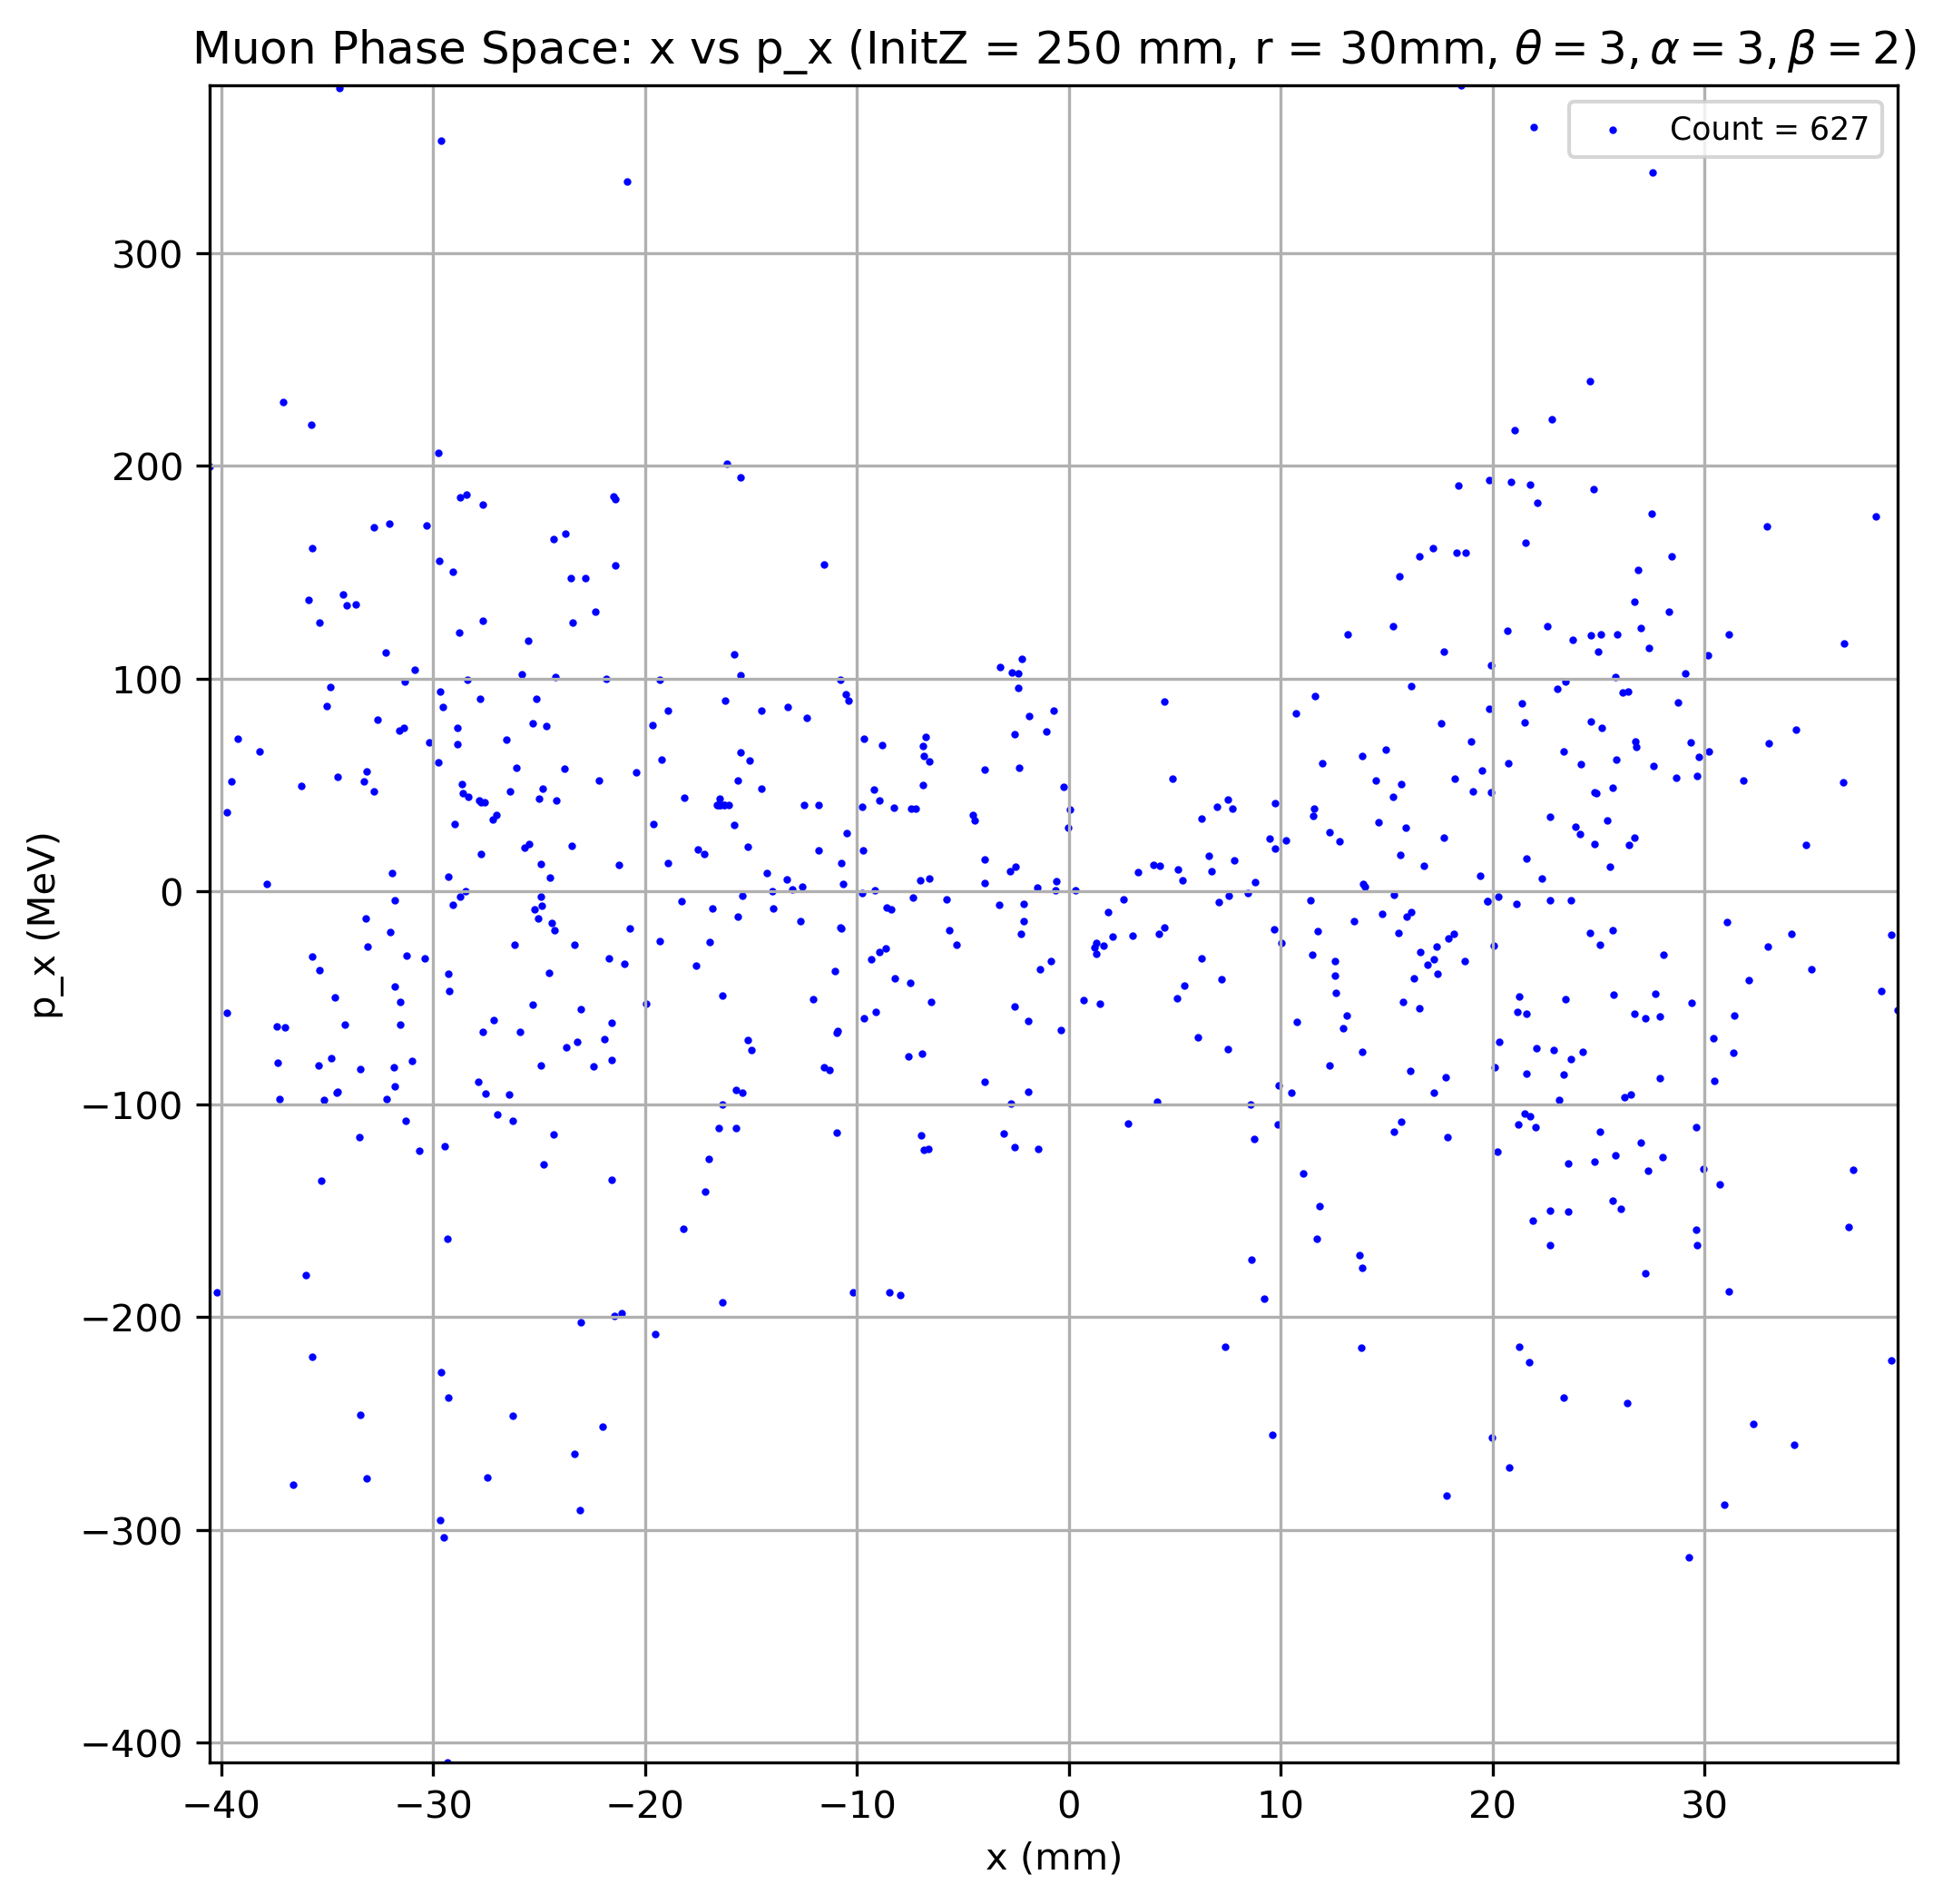 Muon Phase Space: x vs p_x (InitZ = 250 mm, r = 30mm, θ = 3, α = 3, β = 2)
Count = 627
300
200
100
0
−100
−200
−300
−400
p_x (MeV)
−40 −30 −20 −10 0 10 20 30
x (mm)